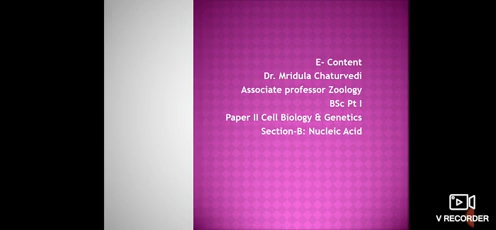 E- Content
Dr. Mridula Chaturvedi
Associate professor Zoology
BSc Pt I
Paper II Cell Biology & Genetics
Section-B: Nucleic Acid
V RECORDER